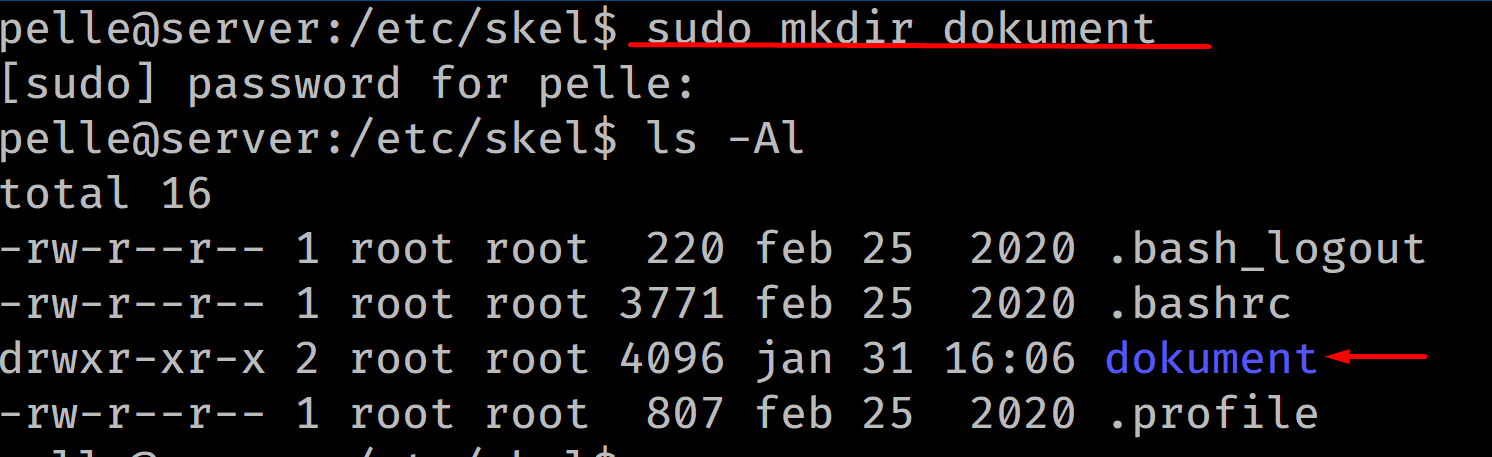 pelle@server:/etc/skel$ sudo mkdir dokument
[sudo] password for pelle:
pelle@server:/etc/skel$ ls -Al
total 16
-rw-r--r-- 1 root root  220 feb 25  2020 .bash_logout
-rw-r--r-- 1 root root 3771 feb 25  2020 .bashrc
drwxr-xr-x 2 root root 4096 jan 31 16:06 dokument
-rw-r--r-- 1 root root  807 feb 25  2020 .profile